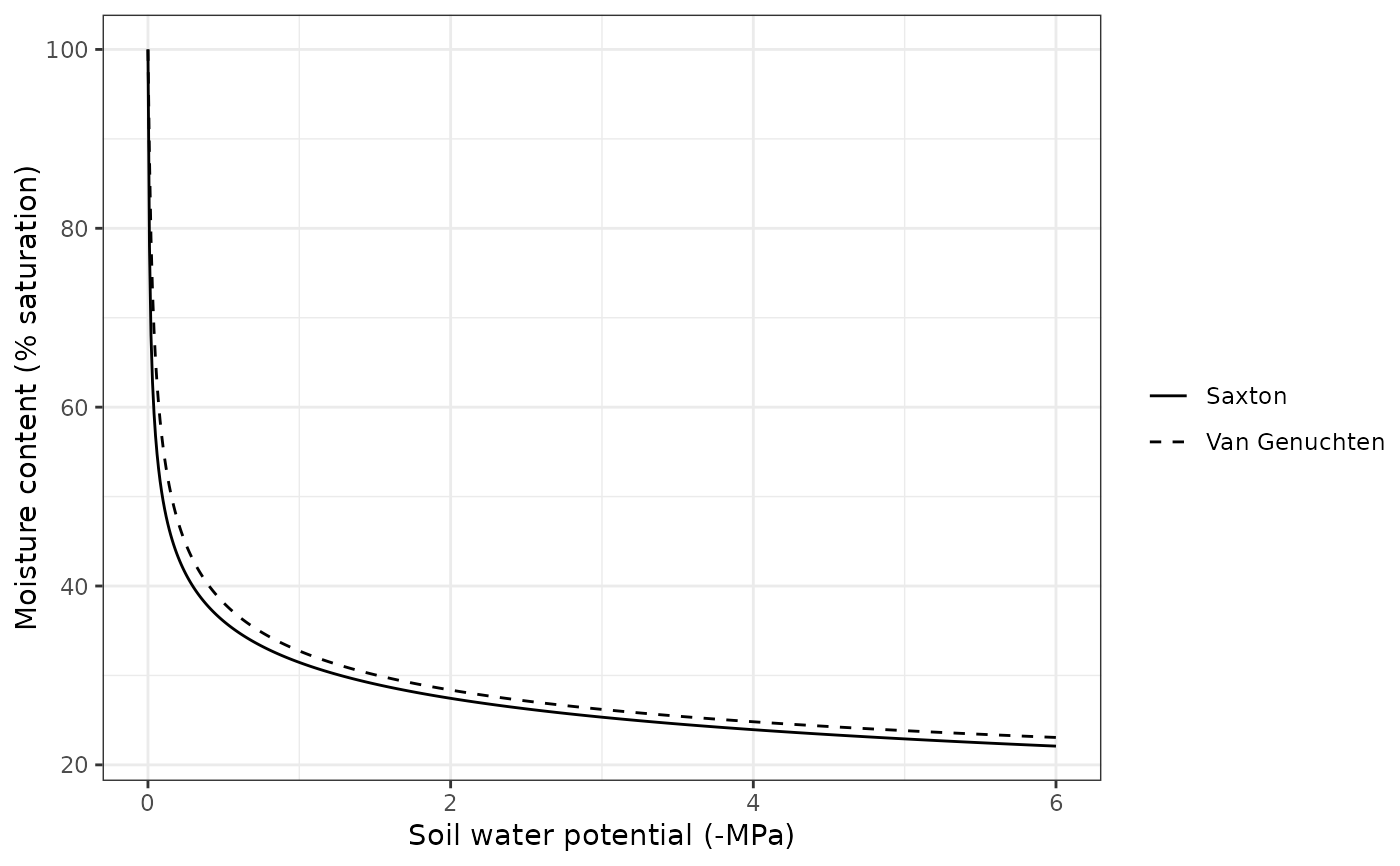 100
80
60
40
20
Moisture content (% saturation)
0 2 4 6
Soil water potential (-MPa)
Saxton
Van Genuchten